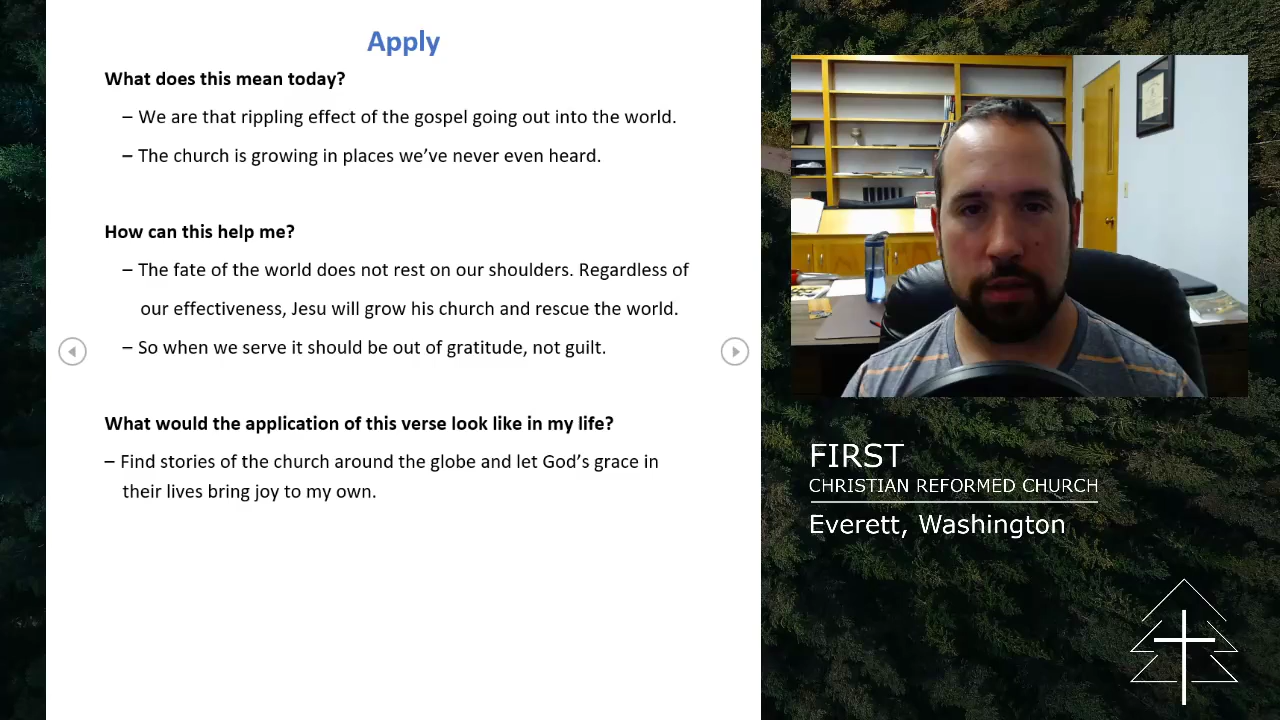 Apply
What does this mean today?
– We are that rippling effect of the gospel going out into the world.
– The church is growing in places we’ve never even heard.
How can this help me?
– The fate of the world does not rest on our shoulders. Regardless of
our effectiveness, Jesu will grow his church and rescue the world.
– So when we serve it should be out of gratitude, not guilt.
What would the application of this verse look like in my life?
– Find stories of the church around the globe and let God’s grace in
their lives bring joy to my own.
FIRST
CHRISTIAN REFORMED CHURCH
Everett, Washington